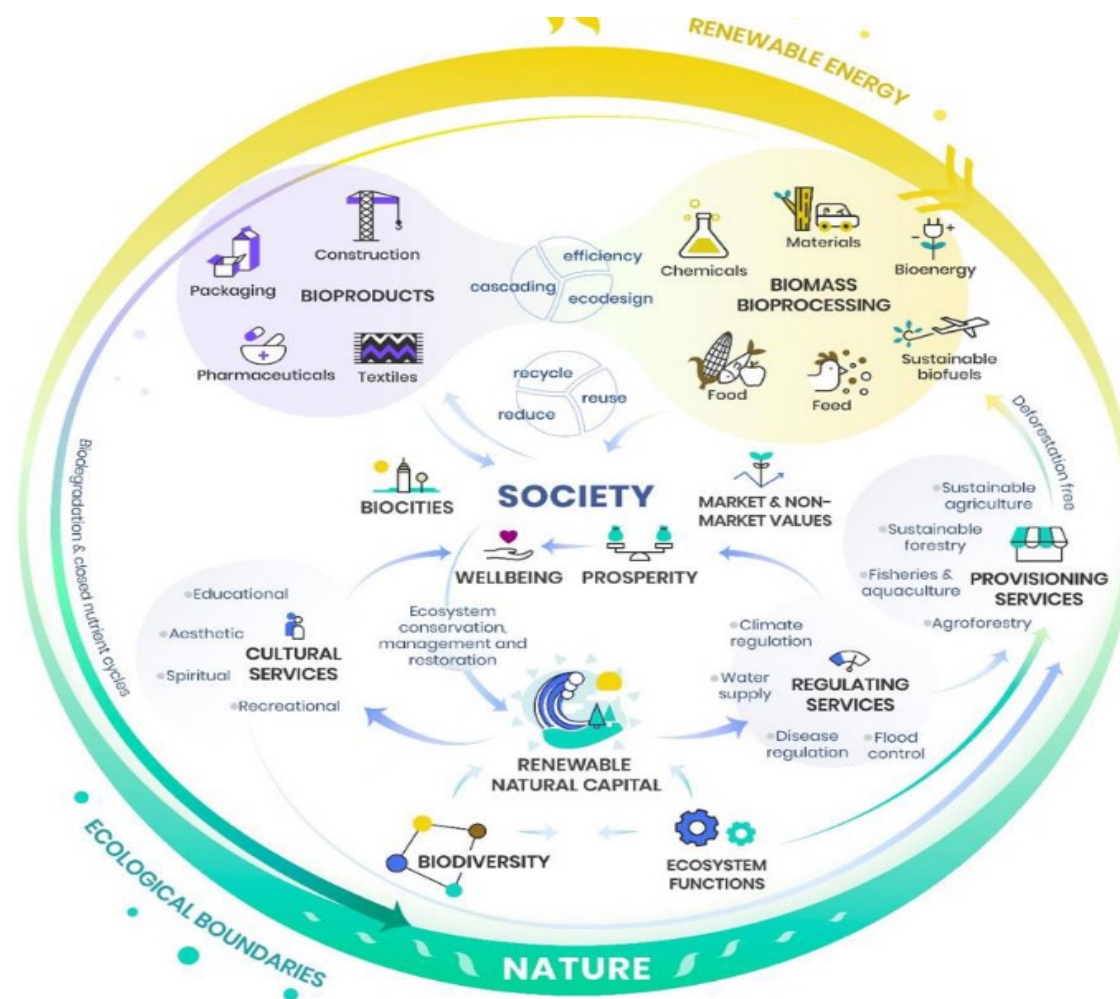 RENEWABLE ENERGY
Construction
Packaging
BIOPRODUCTS
Pharmaceuticals
Textiles
efficiency
cascading
ecodesign
recycle
reuse
reduce
Materials
Chemicals
Bioenergy
BIOMASS
BIOPROCESSING
Sustainable
biofuels
Food
Feed
Deforestation free
Biodegradation & closed nutrient cycles
BIOCITIES
SOCIETY
MARKET & NON-
MARKET VALUES
WELLBEING
PROSPERITY
Sustainable
agriculture
Sustainable
forestry
Fisheries &
aquaculture
PROVISIONING
SERVICES
Agroforestry
Educational
Aesthetic
CULTURAL
SERVICES
Spiritual
Recreational
Ecosystem
conservation,
management and
restoration
Climate
regulation
Water
supply
REGULATING
SERVICES
Disease
regulation
Flood
control
RENEWABLE
NATURAL CAPITAL
BIODIVERSITY
ECOSYSTEM
FUNCTIONS
ECOLOGICAL BOUNDARIES
NATURE